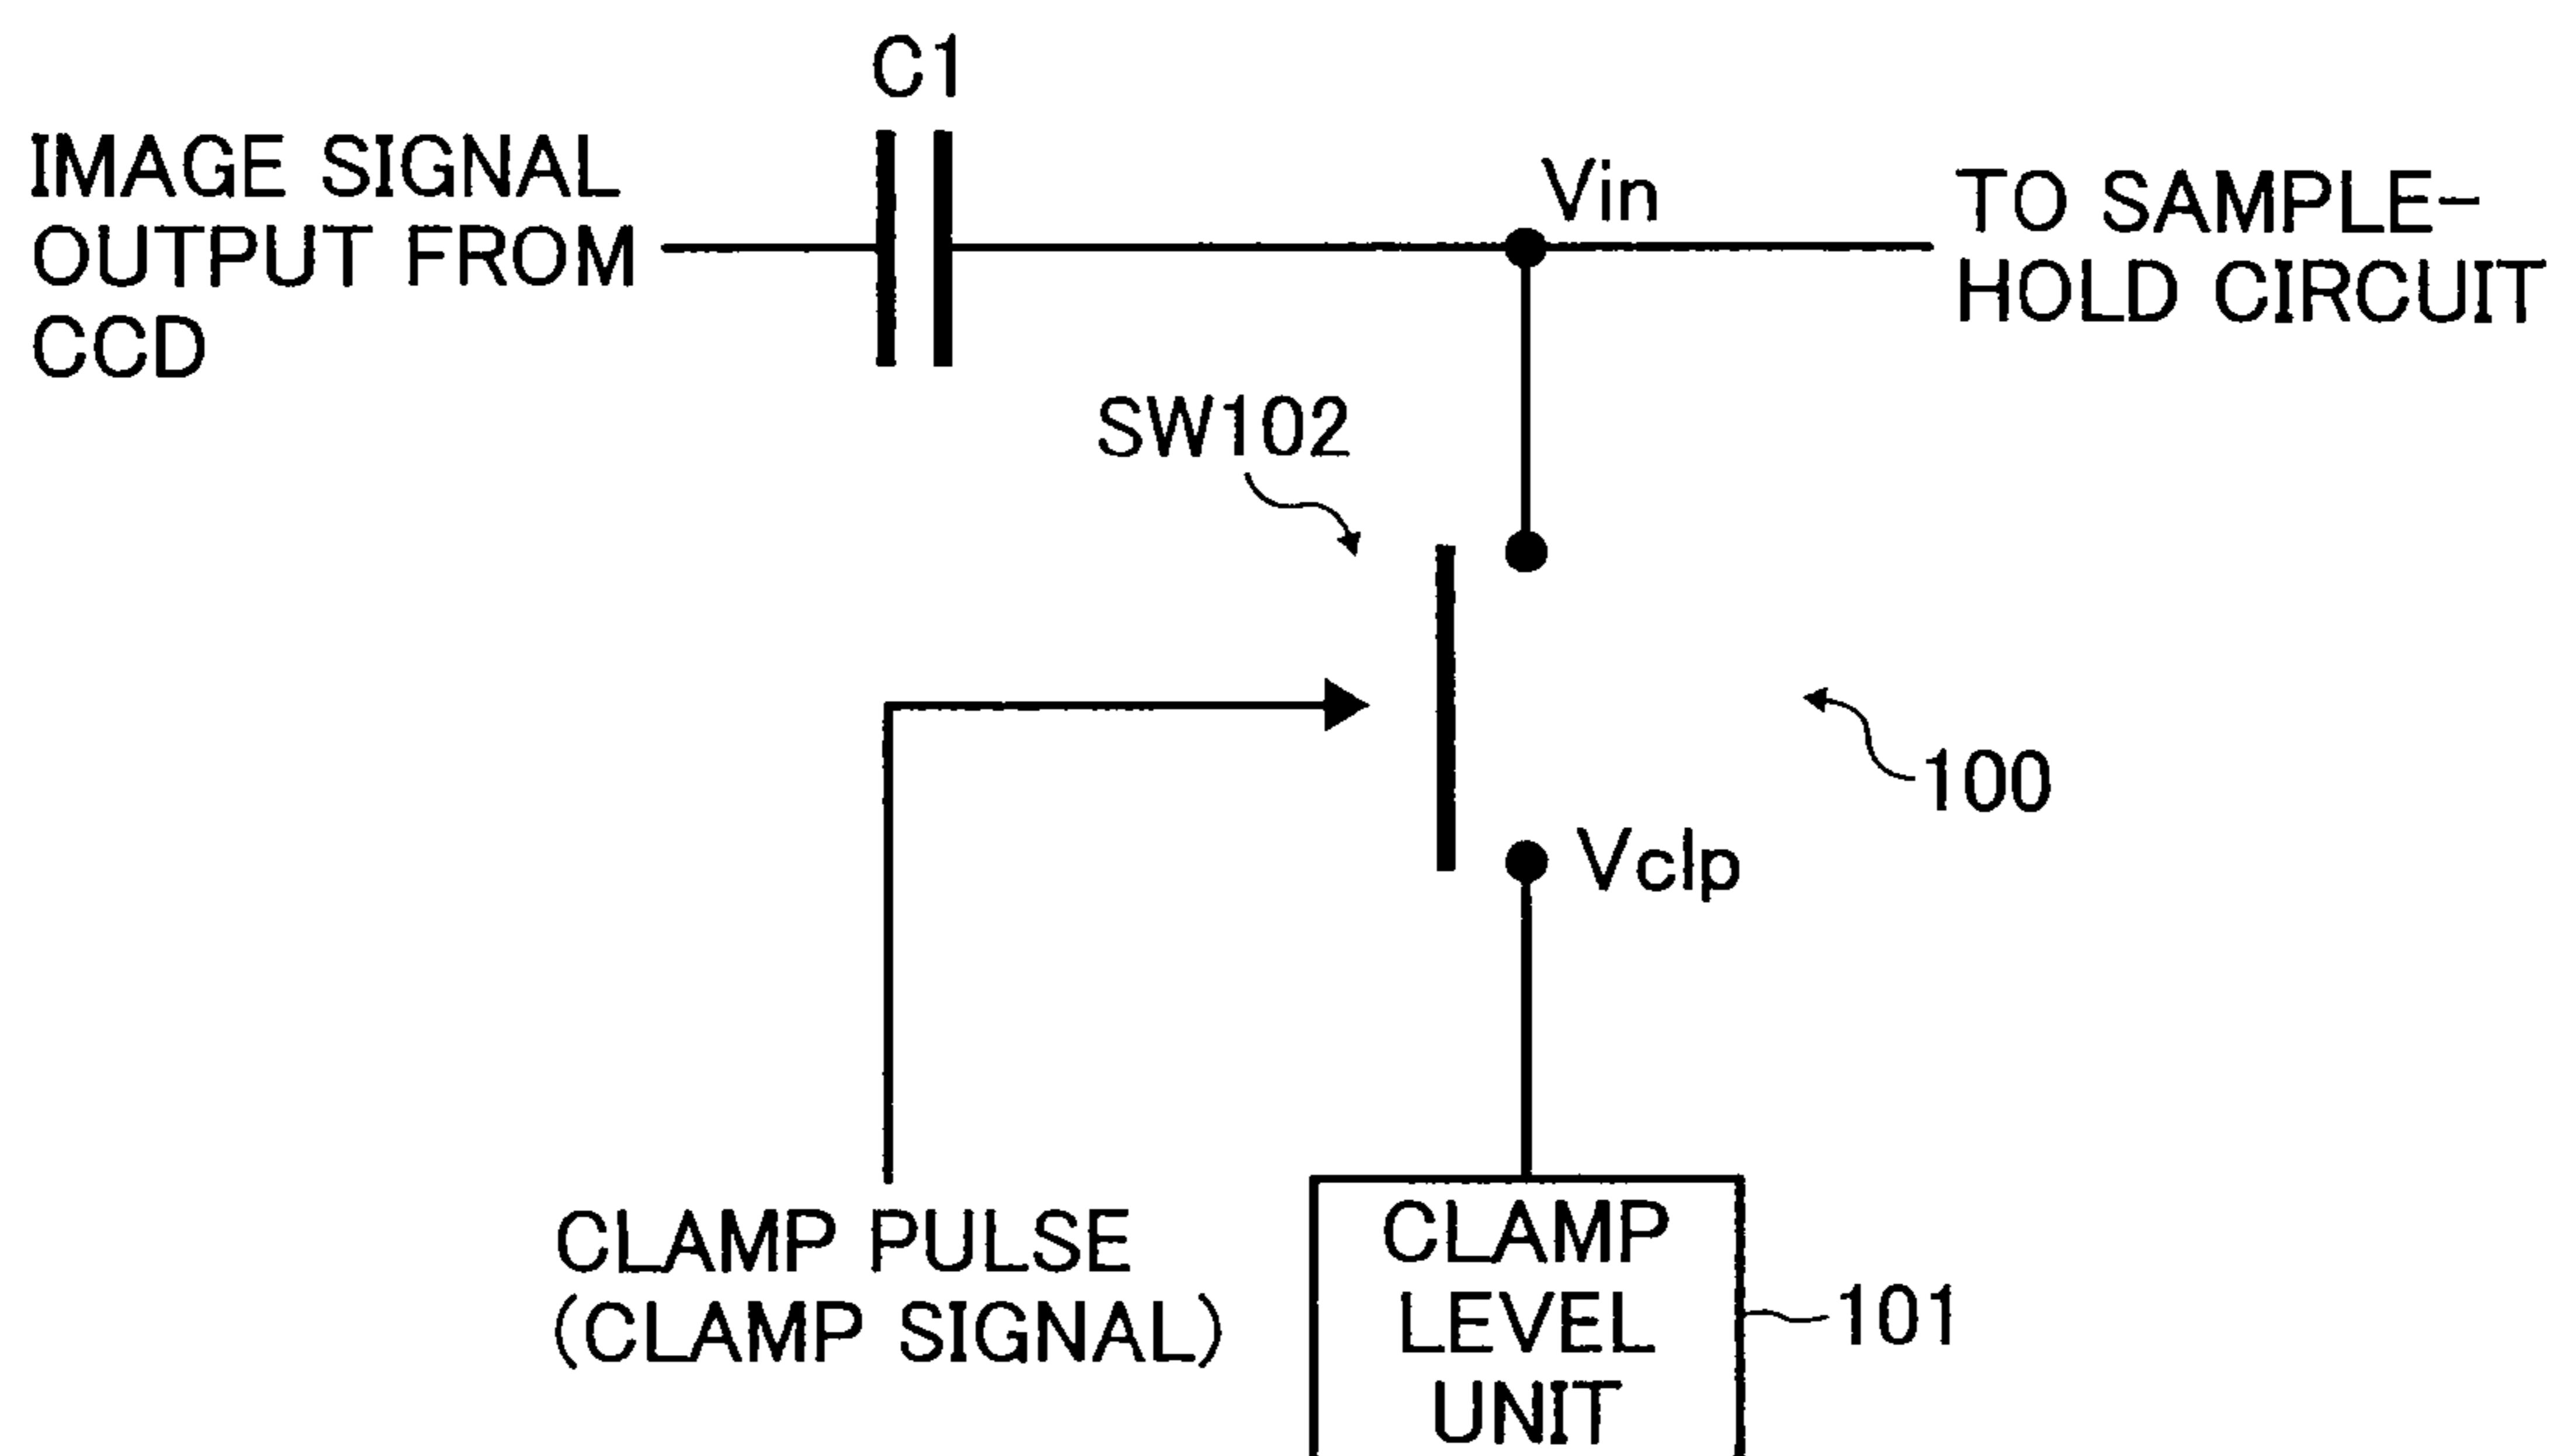 C1
IMAGE SIGNAL
OUTPUT FROM
CCD
Vin
TO SAMPLE-
HOLD CIRCUIT
SW102
100
Vclp
CLAMP PULSE
(CLAMP SIGNAL)
CLAMP
LEVEL
UNIT
101